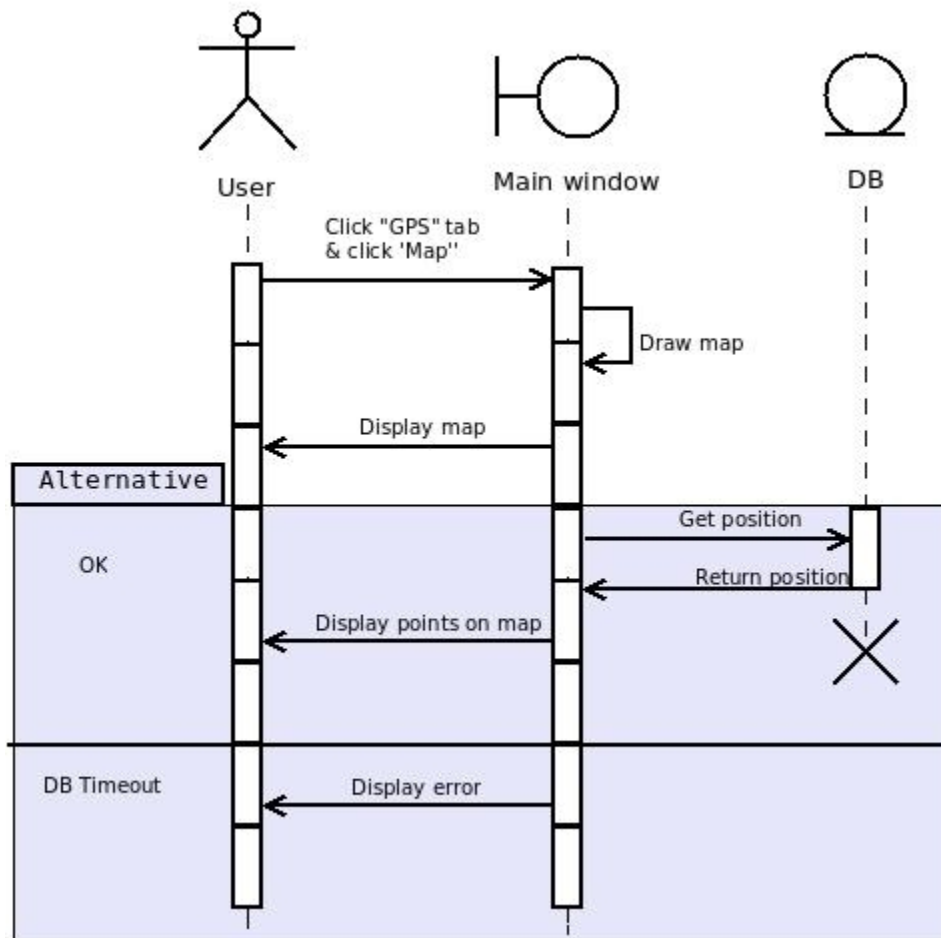 User
Main window
DB
Click "GPS" tab
& click 'Map''
Draw map
Display map
Alternative
Get position
OK
Return position
Display points on map
DB Timeout
Display error